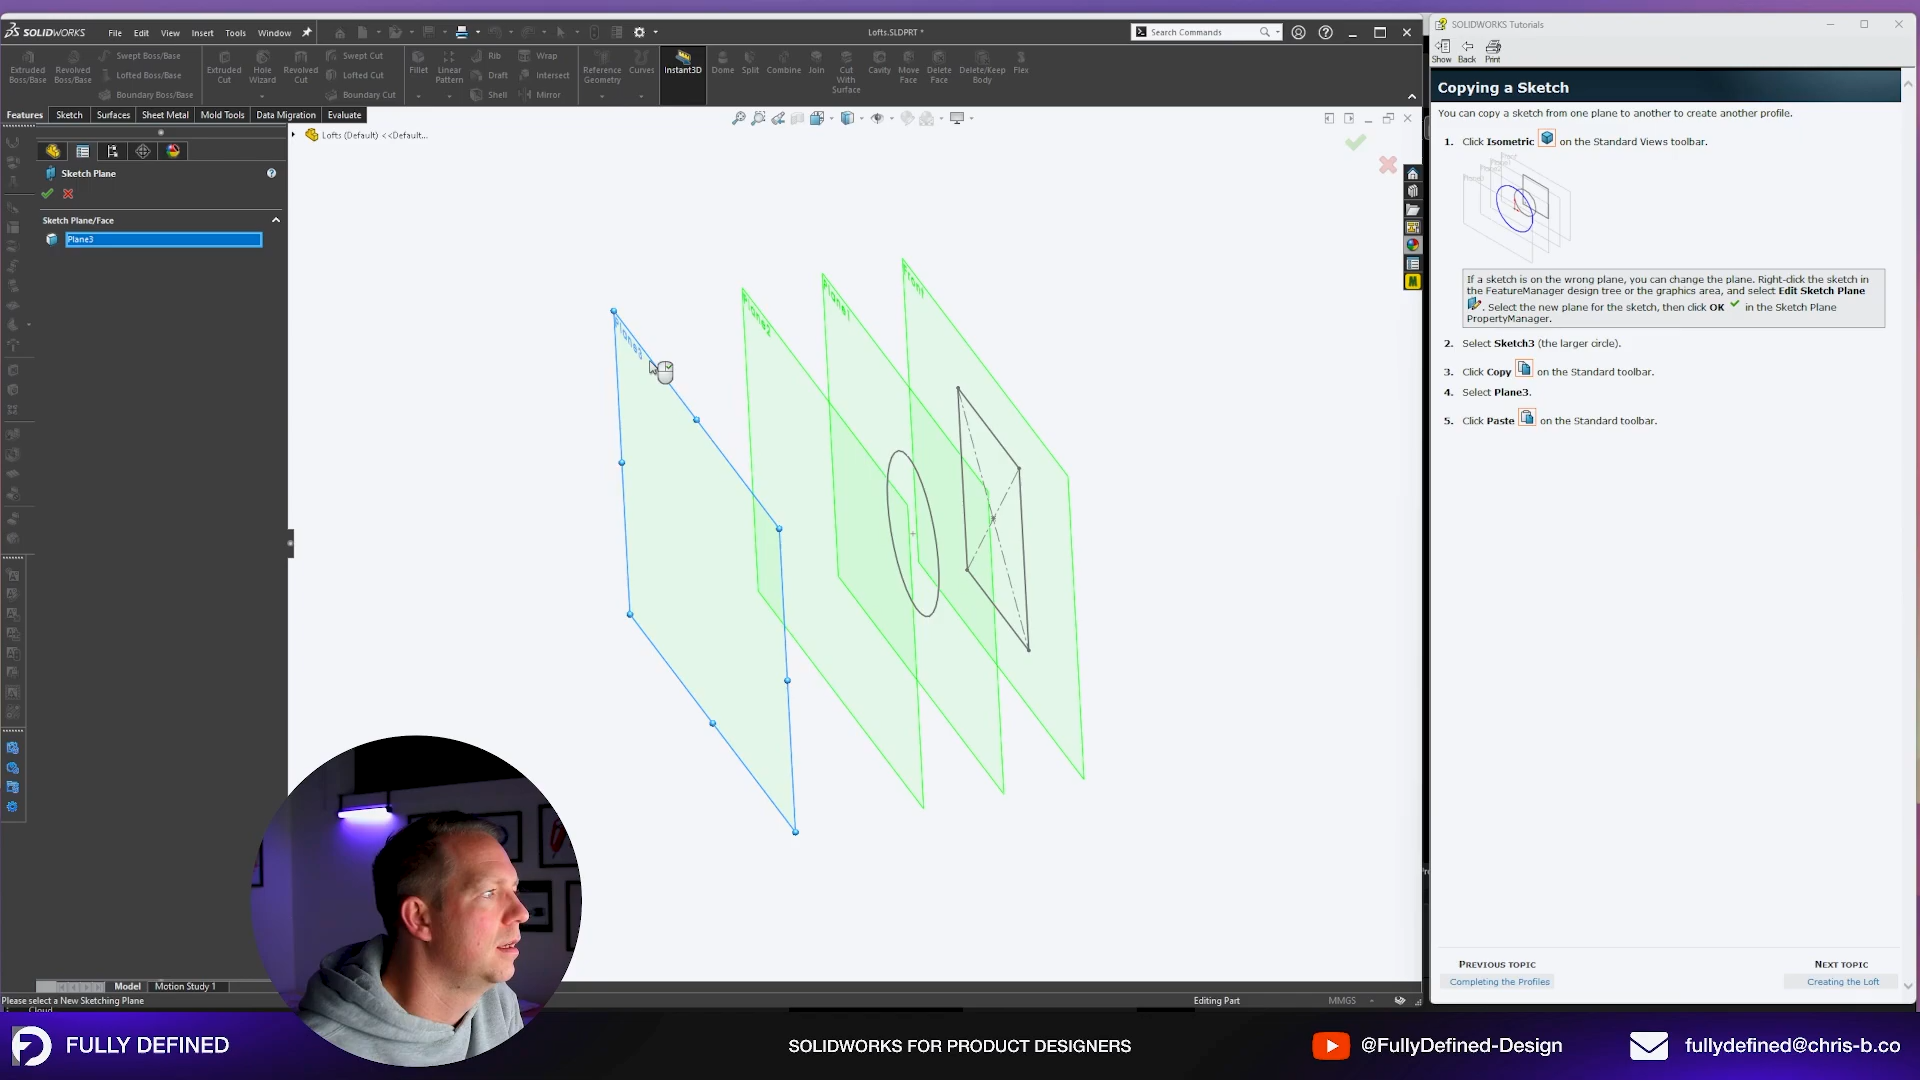 SOLIDWORKS
File Edit View Insert Tools Window
Lofts.SLDPRT *
Search Commands
Extruded Boss/Base
Revolved Boss/Base
Swept Boss/Base
Lofted Boss/Base
Boundary Boss/Base
Extruded Cut
Hole Wizard
Revolved Cut
Swept Cut
Lofted Cut
Boundary Cut
Fillet
Linear Pattern
Rib
Draft
Shell
Wrap
Intersect
Mirror
Reference Geometry
Curves
Instant3D
Dome
Split
Combine
Join
Cut With Surface
Cavity
Move Face
Delete Face
Delete/Keep Body
Flex
Features Sketch Surfaces Sheet Metal Mold Tools Data Migration Evaluate
Lofts (Default) <<Default...
Sketch Plane
Sketch Plane/Face
Plane3
Plane3
Plane2
Plane1
Front
Model Motion Study 1
Please select a New Sketching Plane
Editing Part
MMGS
SOLIDWORKS Tutorials
Show Back Print
Copying a Sketch
You can copy a sketch from one plane to another to create another profile.
1. Click Isometric on the Standard Views toolbar.
If a sketch is on the wrong plane, you can change the plane. Right-click the sketch in
the FeatureManager design tree or the graphics area, and select Edit Sketch Plane
. Select the new plane for the sketch, then click OK in the Sketch Plane
PropertyManager.
2. Select Sketch3 (the larger circle).
3. Click Copy on the Standard toolbar.
4. Select Plane3.
5. Click Paste on the Standard toolbar.
PREVIOUS TOPIC
Completing the Profiles
NEXT TOPIC
Creating the Loft
FULLY DEFINED
SOLIDWORKS FOR PRODUCT DESIGNERS
@FullyDefined-Design
fullydefined@chris-b.co